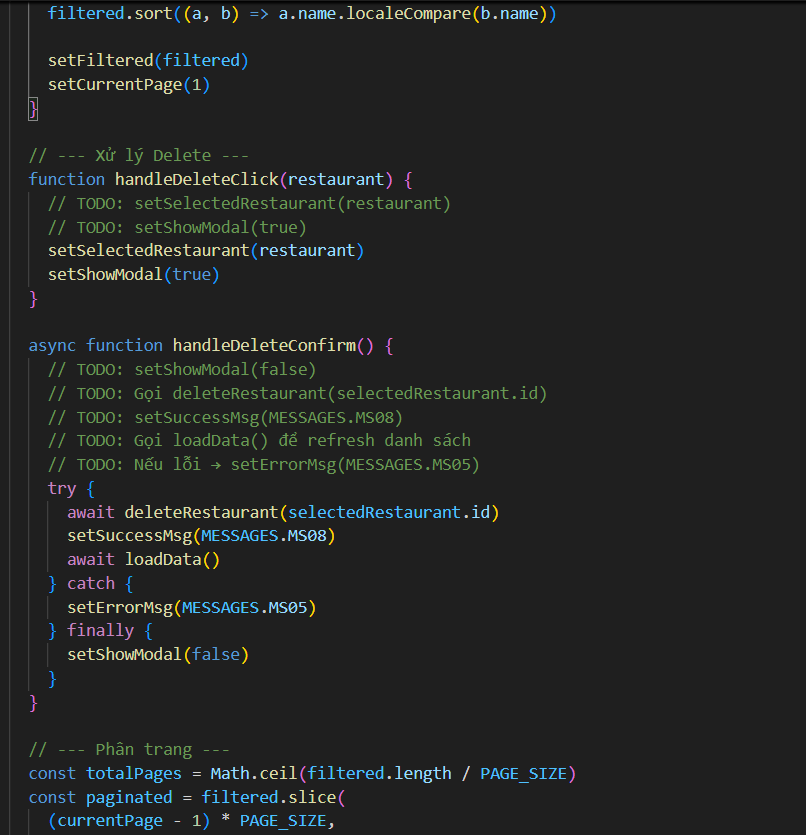 filtered.sort((a, b) => a.name.localeCompare(b.name))
setFiltered(filtered)
setCurrentPage(1)
}
// --- Xử lý Delete ---
function handleDeleteClick(restaurant) {
// TODO: setSelectedRestaurant(restaurant)
// TODO: setShowModal(true)
setSelectedRestaurant(restaurant)
setShowModal(true)
}
async function handleDeleteConfirm() {
// TODO: setShowModal(false)
// TODO: Gọi deleteRestaurant(selectedRestaurant.id)
// TODO: setSuccessMsg(MESSAGES.MS08)
// TODO: Gọi loadData() để refresh danh sách
// TODO: Nếu lỗi → setErrorMsg(MESSAGES.MS05)
try {
await deleteRestaurant(selectedRestaurant.id)
setSuccessMsg(MESSAGES.MS08)
await loadData()
} catch {
setErrorMsg(MESSAGES.MS05)
} finally {
setShowModal(false)
}
}
// --- Phân trang ---
const totalPages = Math.ceil(filtered.length / PAGE_SIZE)
const paginated = filtered.slice(
(currentPage - 1) * PAGE_SIZE,